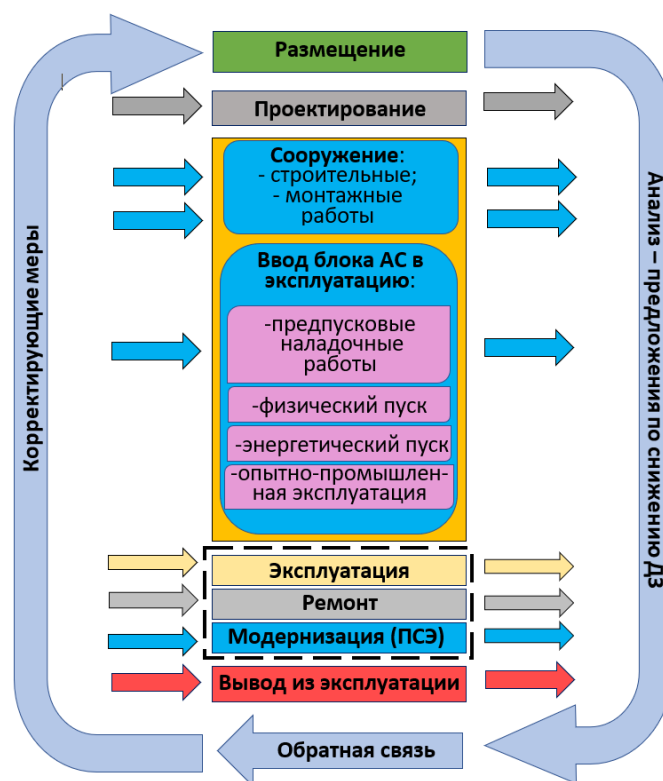 Размещение
Проектирование
Сооружение:
- строительные;
- монтажные
работы
Ввод блока АС в
эксплуатацию:
-предпусковые
наладочные
работы
-физический пуск
-энергетический пуск
-опытно-промышлен-
ная эксплуатация
Эксплуатация
Ремонт
Модернизация (ПСЭ)
Вывод из эксплуатации
Обратная связь
Корректирующие меры
Анализ – предложения по снижению ДЗ